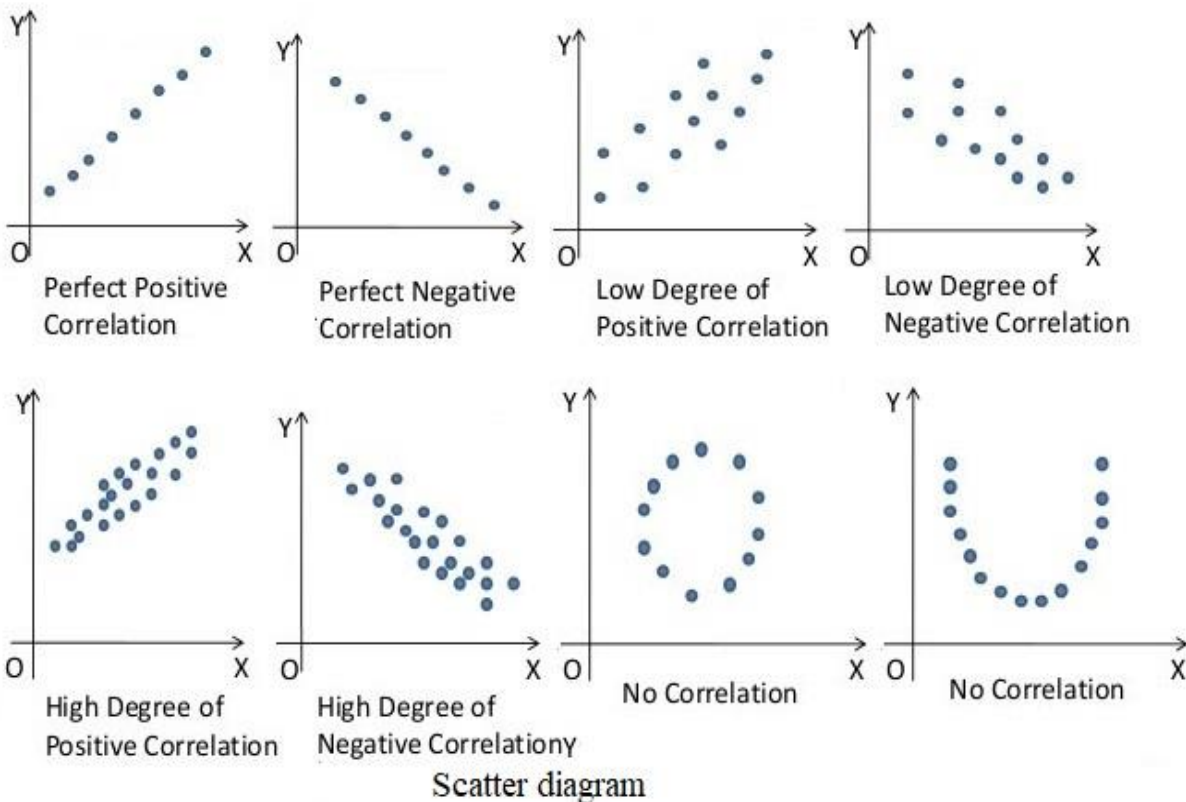 Y
O
X
Perfect Positive
Correlation
Y
O
X
Perfect Negative
Correlation
Y
O
X
Low Degree of
Positive Correlation
Y
O
X
Low Degree of
Negative Correlation
Y
O
X
High Degree of
Positive Correlation
Y
O
X
High Degree of
Negative CorrelationY
Y
O
X
No Correlation
Y
O
X
No Correlation
Scatter diagram